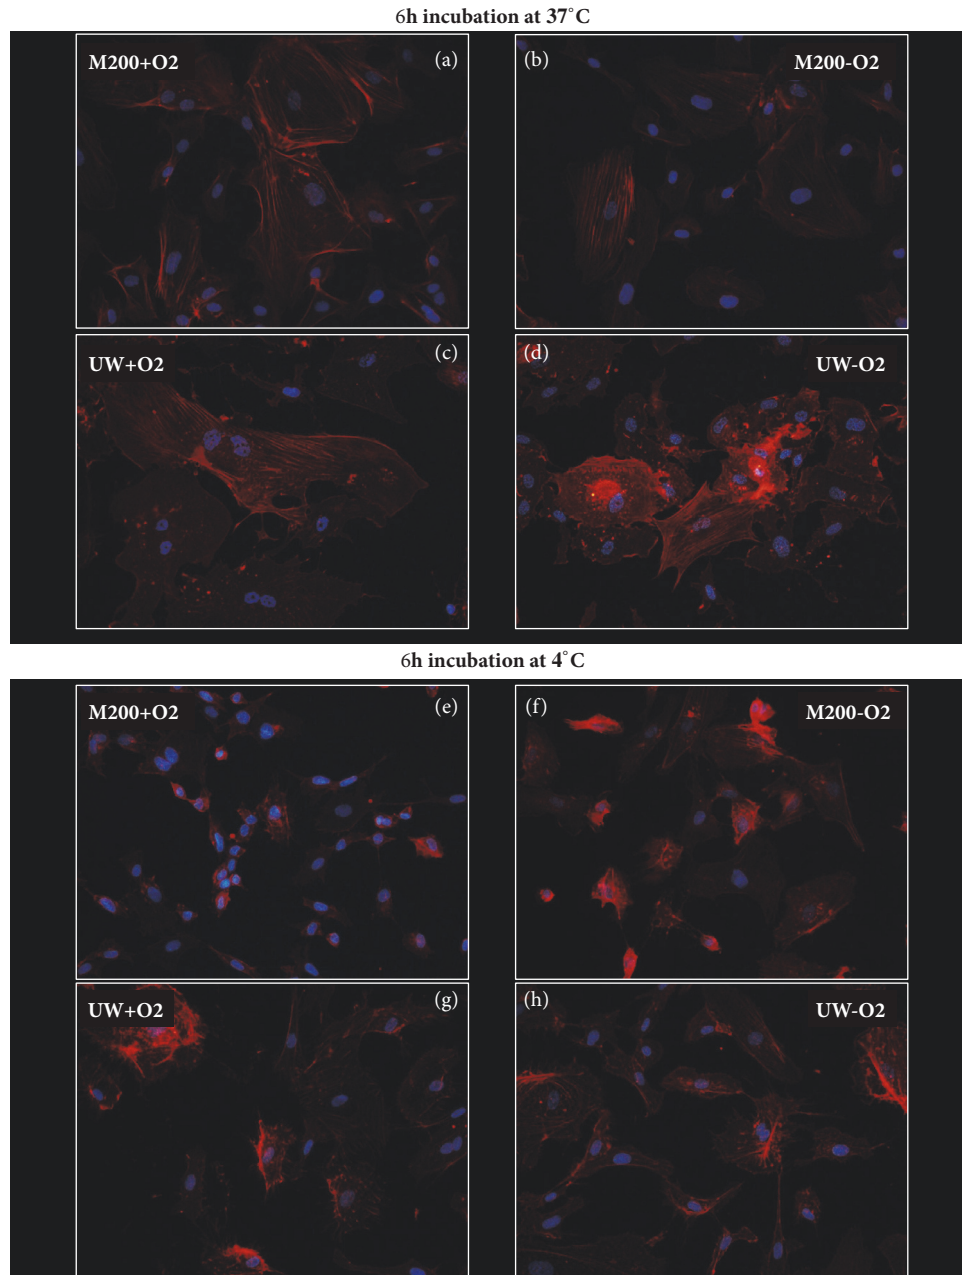 6h incubation at 37°C
M200+O2 (a)
(b) M200-O2
UW+O2 (c)
(d) UW-O2
6h incubation at 4°C
M200+O2 (e)
(f) M200-O2
UW+O2 (g)
(h) UW-O2